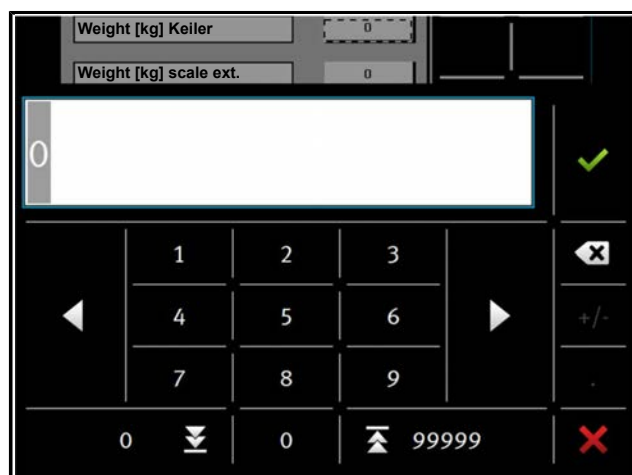 Weight [kg] Keiler 0
Weight [kg] scale ext. 0
0
1 2 3
4 5 6 +/-
7 8 9 .
0 0 99999